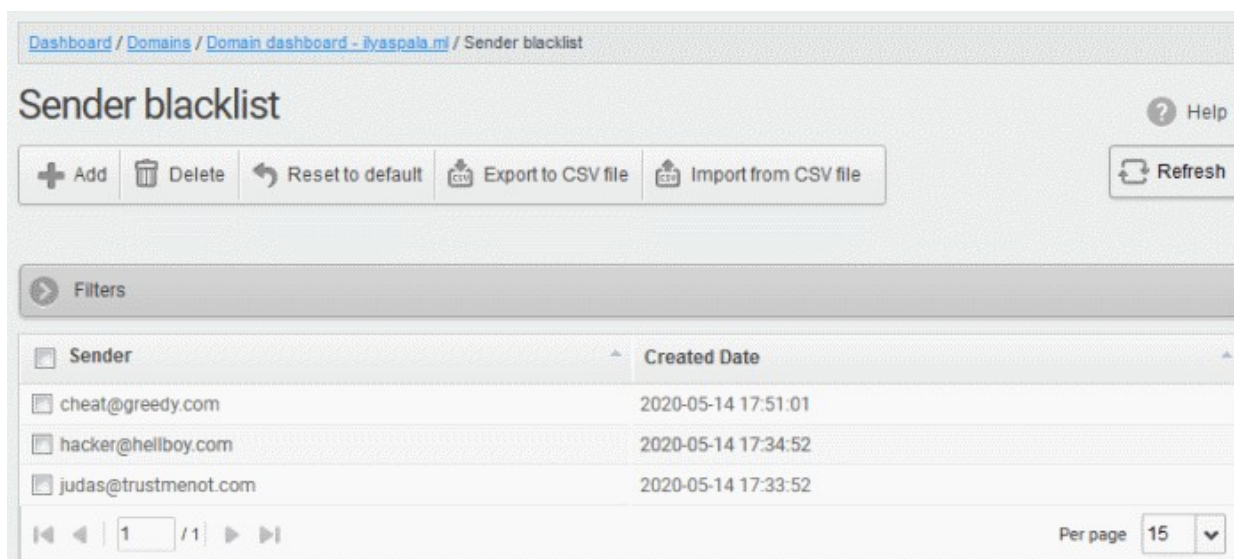 Dashboard / Domains / Domain dashboard - ilyaspala.ml / Sender blacklist
Sender blacklist
? Help
Add Delete Reset to default CSV Export to CSV file CSV Import from CSV file
Refresh
Filters
Sender Created Date
cheat@greedy.com 2020-05-14 17:51:01
hacker@hellboy.com 2020-05-14 17:34:52
judas@trustmenot.com 2020-05-14 17:33:52
1 / 1 Per page 15